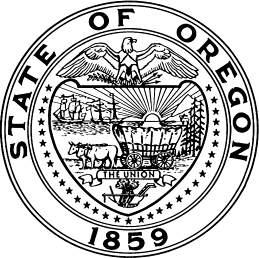 STATE OF OREGON
THE UNION
1859